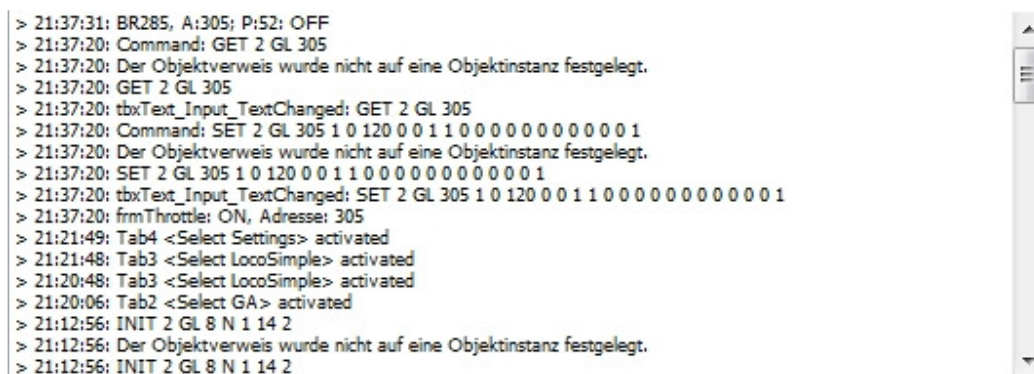 > 21:37:31: BR285, A:305; P:52: OFF
> 21:37:20: Command: GET 2 GL 305
> 21:37:20: Der Objektverweis wurde nicht auf eine Objektinstanz festgelegt.
> 21:37:20: GET 2 GL 305
> 21:37:20: tbxText_Input_TextChanged: GET 2 GL 305
> 21:37:20: Command: SET 2 GL 305 1 0 120 0 0 1 1 0 0 0 0 0 0 0 0 0 0 0 0 1
> 21:37:20: Der Objektverweis wurde nicht auf eine Objektinstanz festgelegt.
> 21:37:20: SET 2 GL 305 1 0 120 0 0 1 1 0 0 0 0 0 0 0 0 0 0 0 0 1
> 21:37:20: tbxText_Input_TextChanged: SET 2 GL 305 1 0 120 0 0 1 1 0 0 0 0 0 0 0 0 0 0 0 0 1
> 21:37:20: frmThrottle: ON, Adresse: 305
> 21:21:49: Tab4 <Select Settings> activated
> 21:21:48: Tab3 <Select LocoSimple> activated
> 21:20:48: Tab3 <Select LocoSimple> activated
> 21:20:06: Tab2 <Select GA> activated
> 21:12:56: INIT 2 GL 8 N 1 14 2
> 21:12:56: Der Objektverweis wurde nicht auf eine Objektinstanz festgelegt.
> 21:12:56: INIT 2 GL 8 N 1 14 2